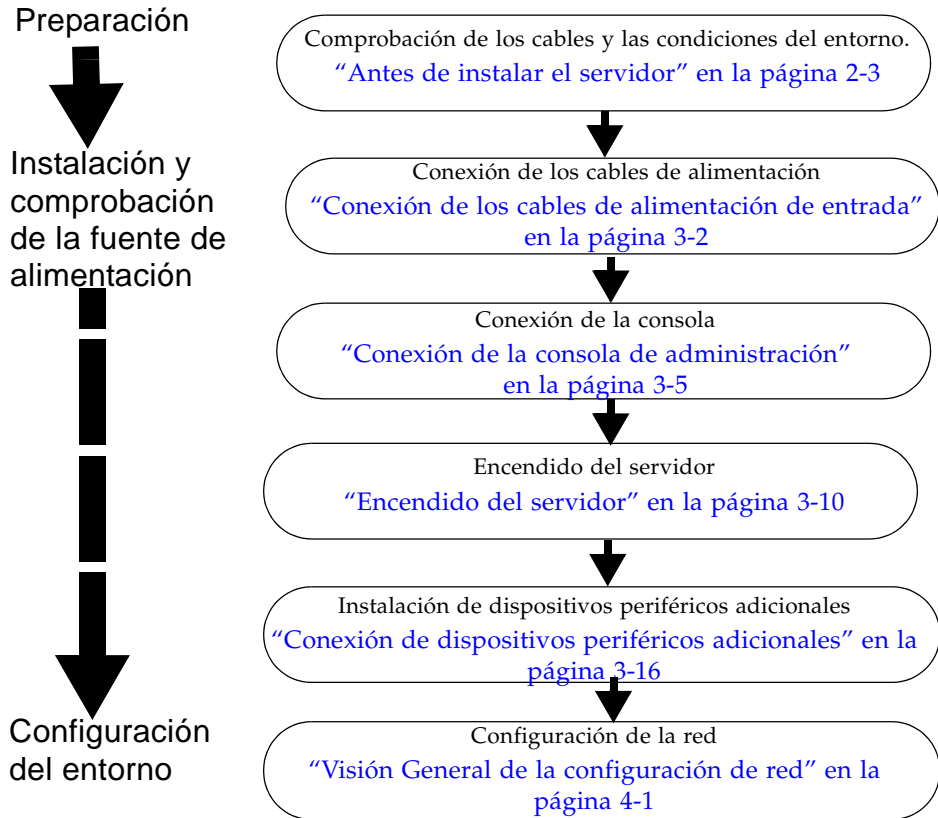 Preparación
Comprobación de los cables y las condiciones del entorno.
“Antes de instalar el servidor” en la página 2-3
Instalación y
comprobación
de la fuente de
alimentación
Conexión de los cables de alimentación
“Conexión de los cables de alimentación de entrada”
en la página 3-2
Conexión de la consola
“Conexión de la consola de administración”
en la página 3-5
Encendido del servidor
“Encendido del servidor” en la página 3-10
Instalación de dispositivos periféricos adicionales
“Conexión de dispositivos periféricos adicionales” en la
página 3-16
Configuración
del entorno
Configuración de la red
“Visión General de la configuración de red” en la
página 4-1